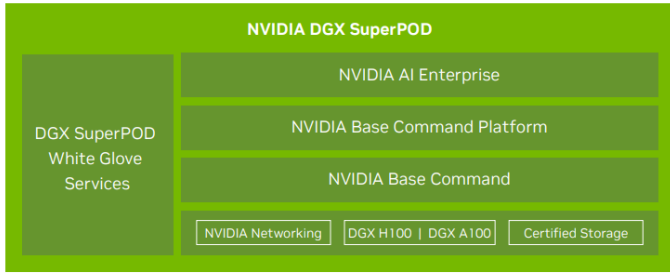 NVIDIA DGX SuperPOD
DGX SuperPOD
White Glove
Services
NVIDIA AI Enterprise
NVIDIA Base Command Platform
NVIDIA Base Command
NVIDIA Networking
DGX H100 | DGX A100
Certified Storage